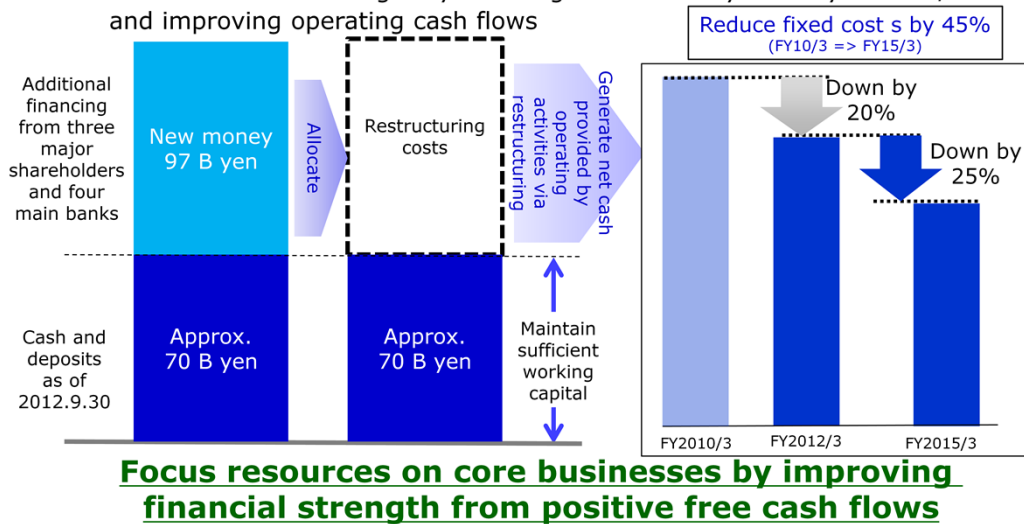 and improving operating cash flows
Reduce fixed cost s by 45%
(FY10/3 => FY15/3)
Additional
financing
from three
major
shareholders
and four
main banks
New money
97 B yen
Allocate
Restructuring
costs
Generate net cash
provided by
operating
activities via
restructuring
Down by
20%
Down by
25%
Cash and
deposits
as of
2012.9.30
Approx.
70 B yen
Approx.
70 B yen
Maintain
sufficient
working
capital
FY2010/3
FY2012/3
FY2015/3
Focus resources on core businesses by improving
financial strength from positive free cash flows